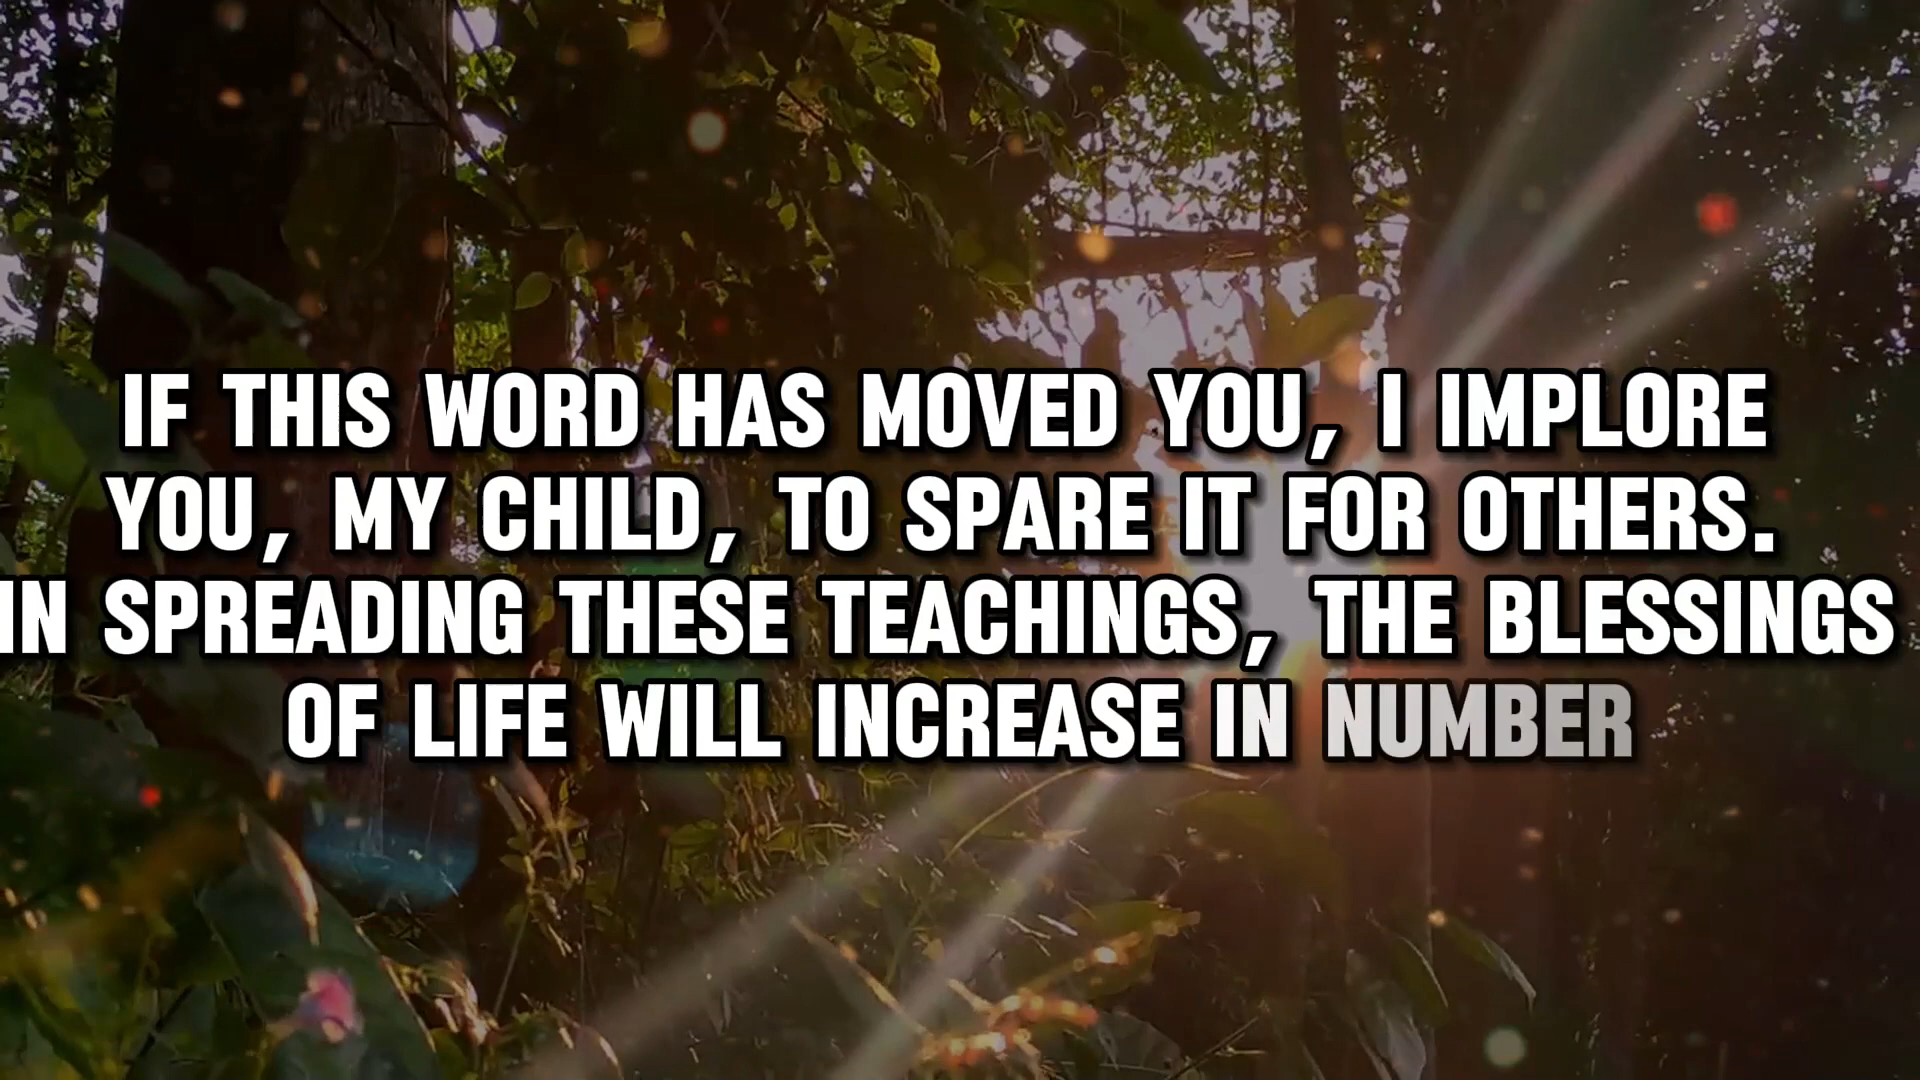 IF THIS WORD HAS MOVED YOU, I IMPLORE
YOU, MY CHILD, TO SPARE IT FOR OTHERS.
IN SPREADING THESE TEACHINGS, THE BLESSINGS
OF LIFE WILL INCREASE IN NUMBER